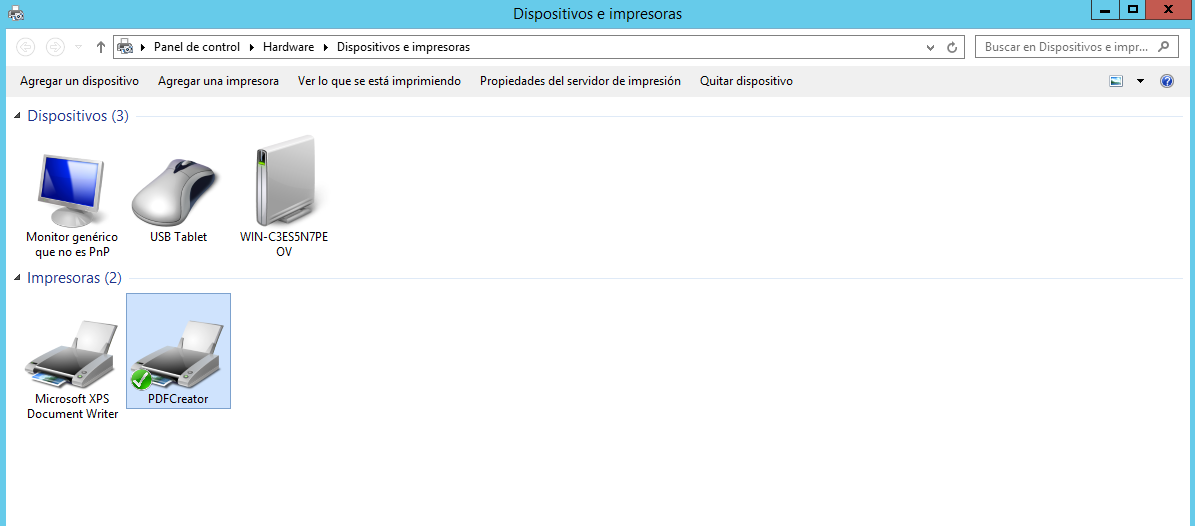 Dispositivos e impresoras
Panel de control Hardware Dispositivos e impresoras
Buscar en Dispositivos e impr...
Agregar un dispositivo Agregar una impresora Ver lo que se está imprimiendo Propiedades del servidor de impresión Quitar dispositivo
Dispositivos (3)
Monitor genérico
que no es PnP
USB Tablet
WIN-C3ES5N7PE
OV
Impresoras (2)
Microsoft XPS
Document Writer
PDFCreator